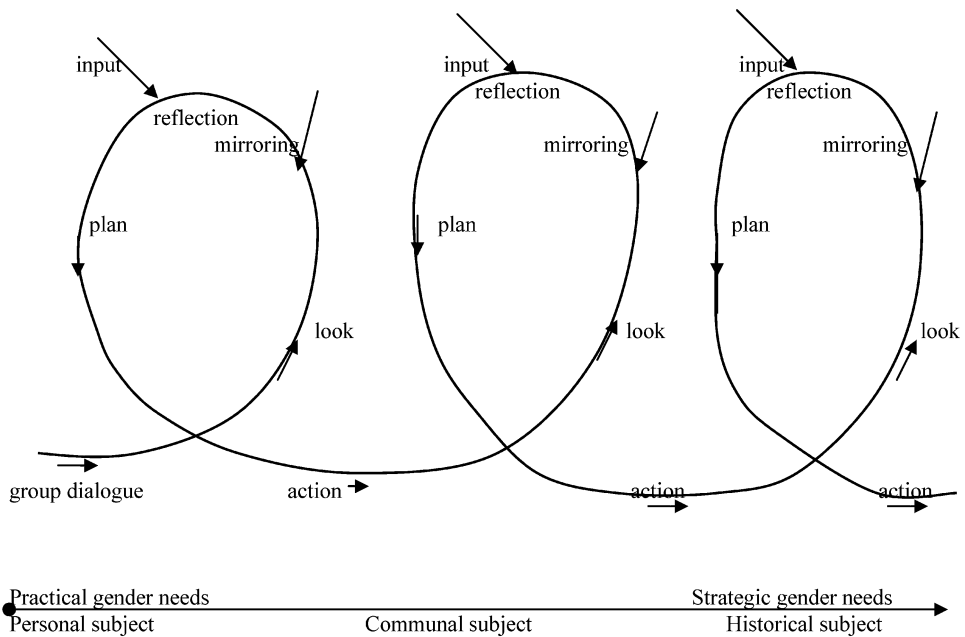 input
reflection
mirroring
plan
look
group dialogue
action
input
reflection
mirroring
plan
look
action
input
reflection
mirroring
plan
look
action
Practical gender needs
Strategic gender needs
Personal subject
Communal subject
Historical subject